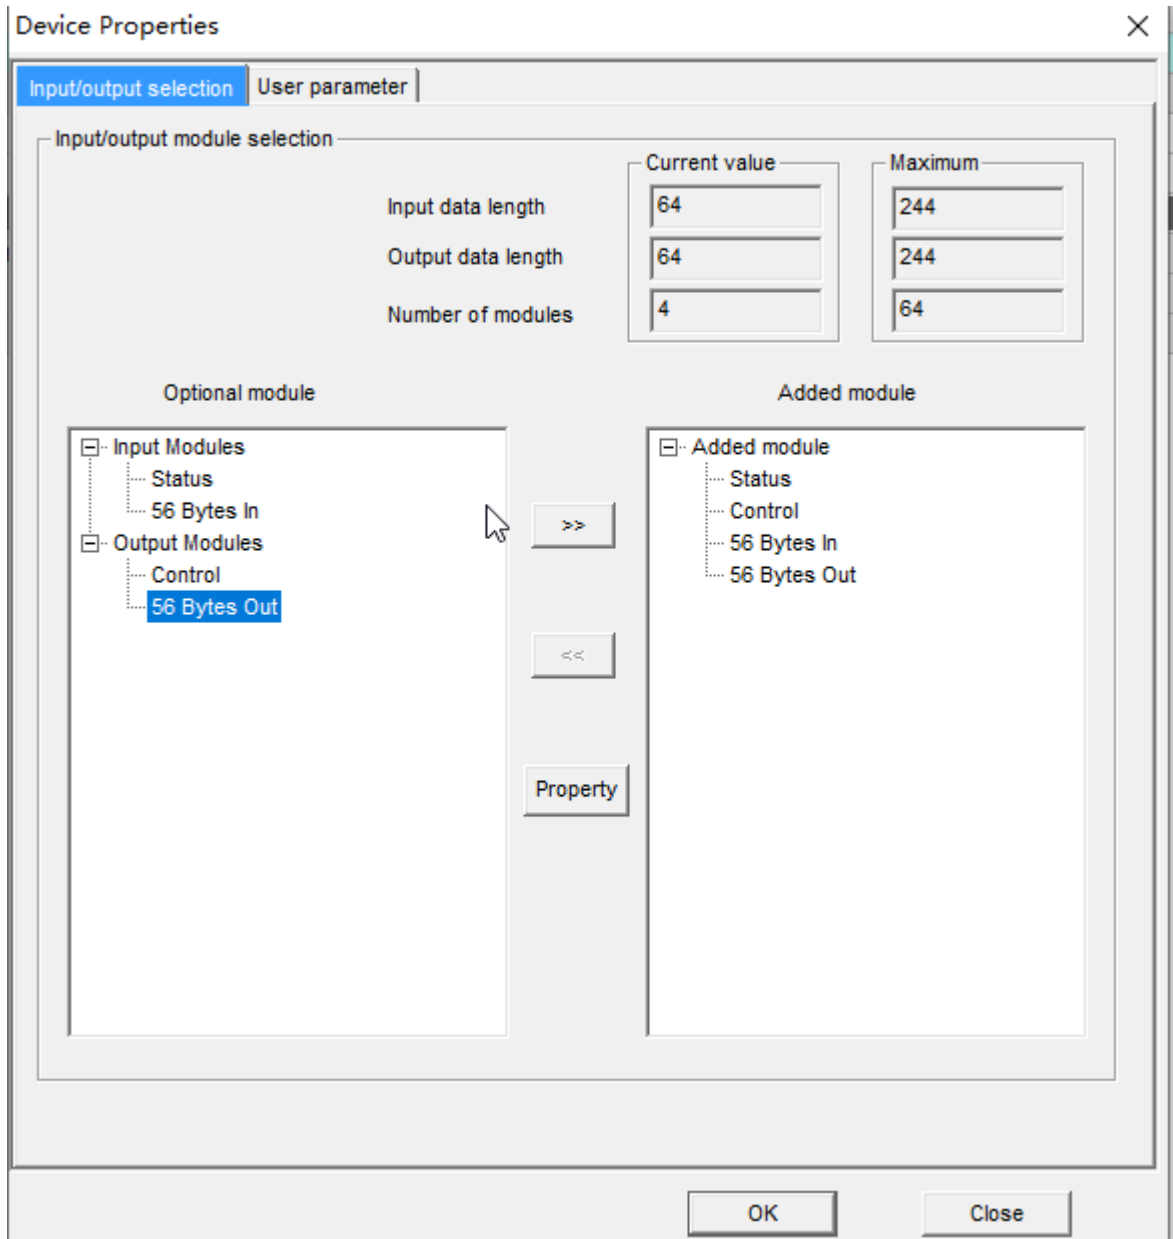 Device Properties
Input/output selection
User parameter
Input/output module selection
Current value
Maximum
Input data length
64
244
Output data length
64
244
Number of modules
4
64
Optional module
Added module
Input Modules
Status
56 Bytes In
Output Modules
Control
56 Bytes Out
>>
<<
Property
Added module
Status
Control
56 Bytes In
56 Bytes Out
OK
Close